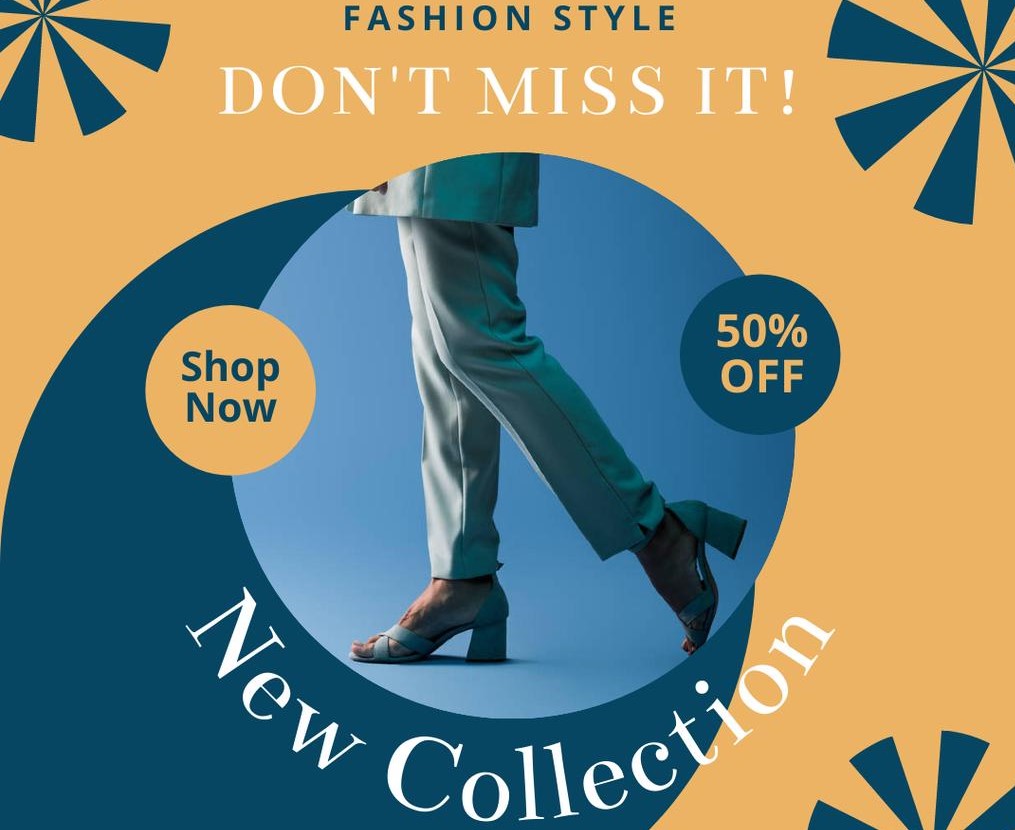 FASHION STYLE
DON'T MISS IT!
Shop
Now
50%
OFF
New Collection